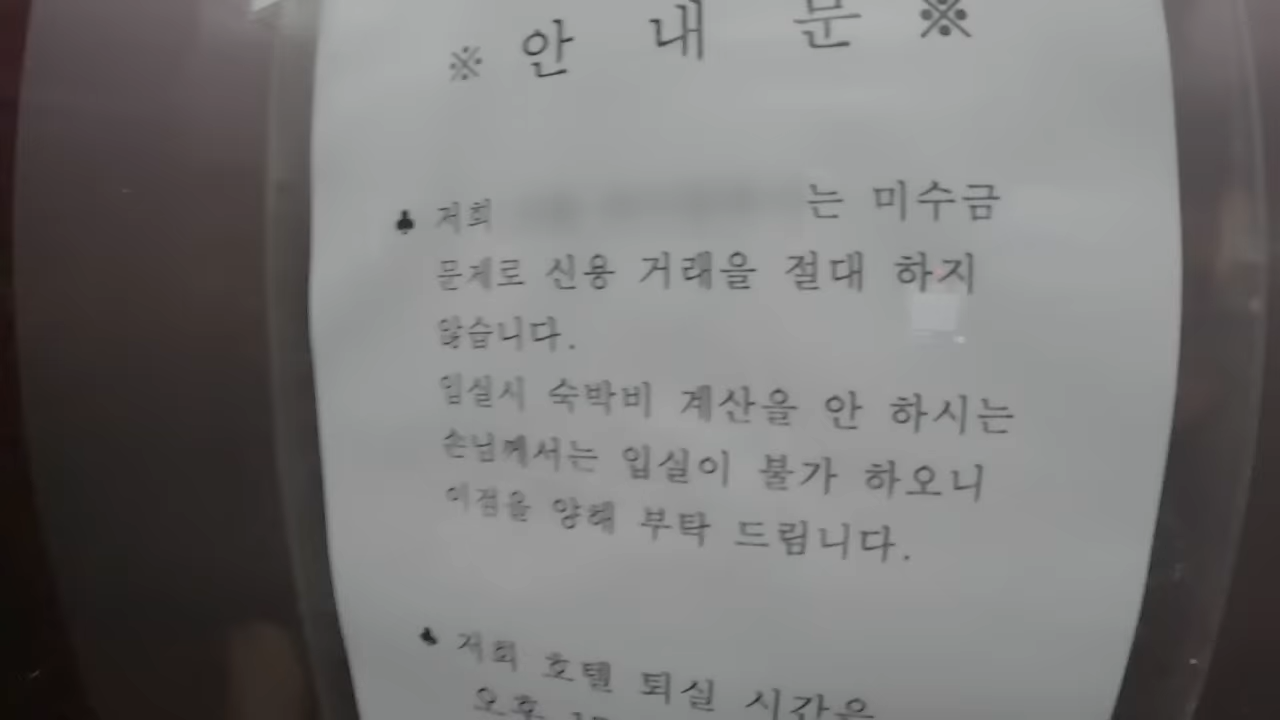 ※ 안 내 문 ※
♣ 저희 는 미수금
문제로 신용 거래을 절대 하지
않습니다.
입실시 숙박비 계산을 안 하시는
손님께서는 입실이 불가 하오니
이점을 양해 부탁 드립니다.
♣ 저희 호텔 퇴실 시간은
오후